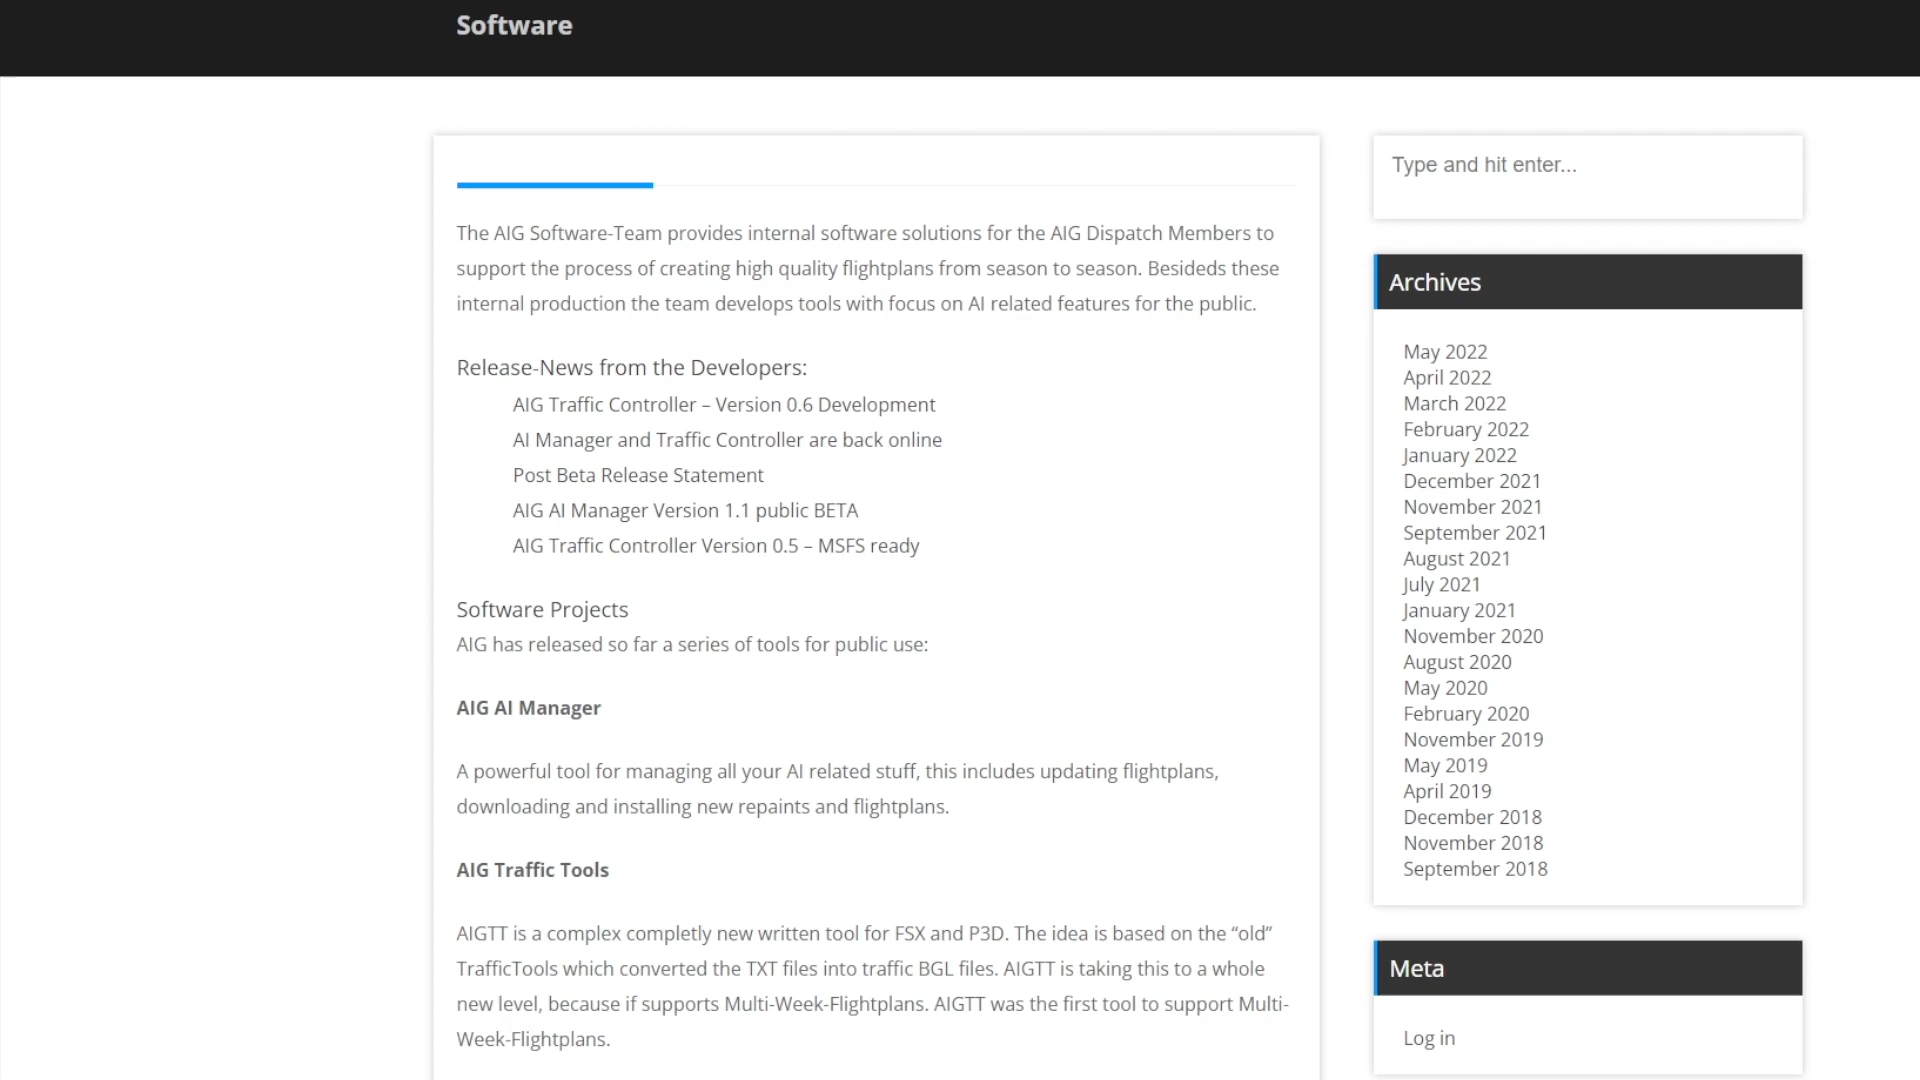 Software
The AIG Software-Team provides internal software solutions for the AIG Dispatch Members to
support the process of creating high quality flightplans from season to season. Besideds these
internal production the team develops tools with focus on AI related features for the public.
Release-News from the Developers:
AIG Traffic Controller – Version 0.6 Development
AI Manager and Traffic Controller are back online
Post Beta Release Statement
AIG AI Manager Version 1.1 public BETA
AIG Traffic Controller Version 0.5 – MSFS ready
Software Projects
AIG has released so far a series of tools for public use:
AIG AI Manager
A powerful tool for managing all your AI related stuff, this includes updating flightplans,
downloading and installing new repaints and flightplans.
AIG Traffic Tools
AIGTT is a complex completly new written tool for FSX and P3D. The idea is based on the “old”
TrafficTools which converted the TXT files into traffic BGL files. AIGTT is taking this to a whole
new level, because if supports Multi-Week-Flightplans. AIGTT was the first tool to support Multi-
Week-Flightplans.
Type and hit enter...
Archives
May 2022
April 2022
March 2022
February 2022
January 2022
December 2021
November 2021
September 2021
August 2021
July 2021
January 2021
November 2020
August 2020
May 2020
February 2020
November 2019
May 2019
April 2019
December 2018
November 2018
September 2018
Meta
Log in